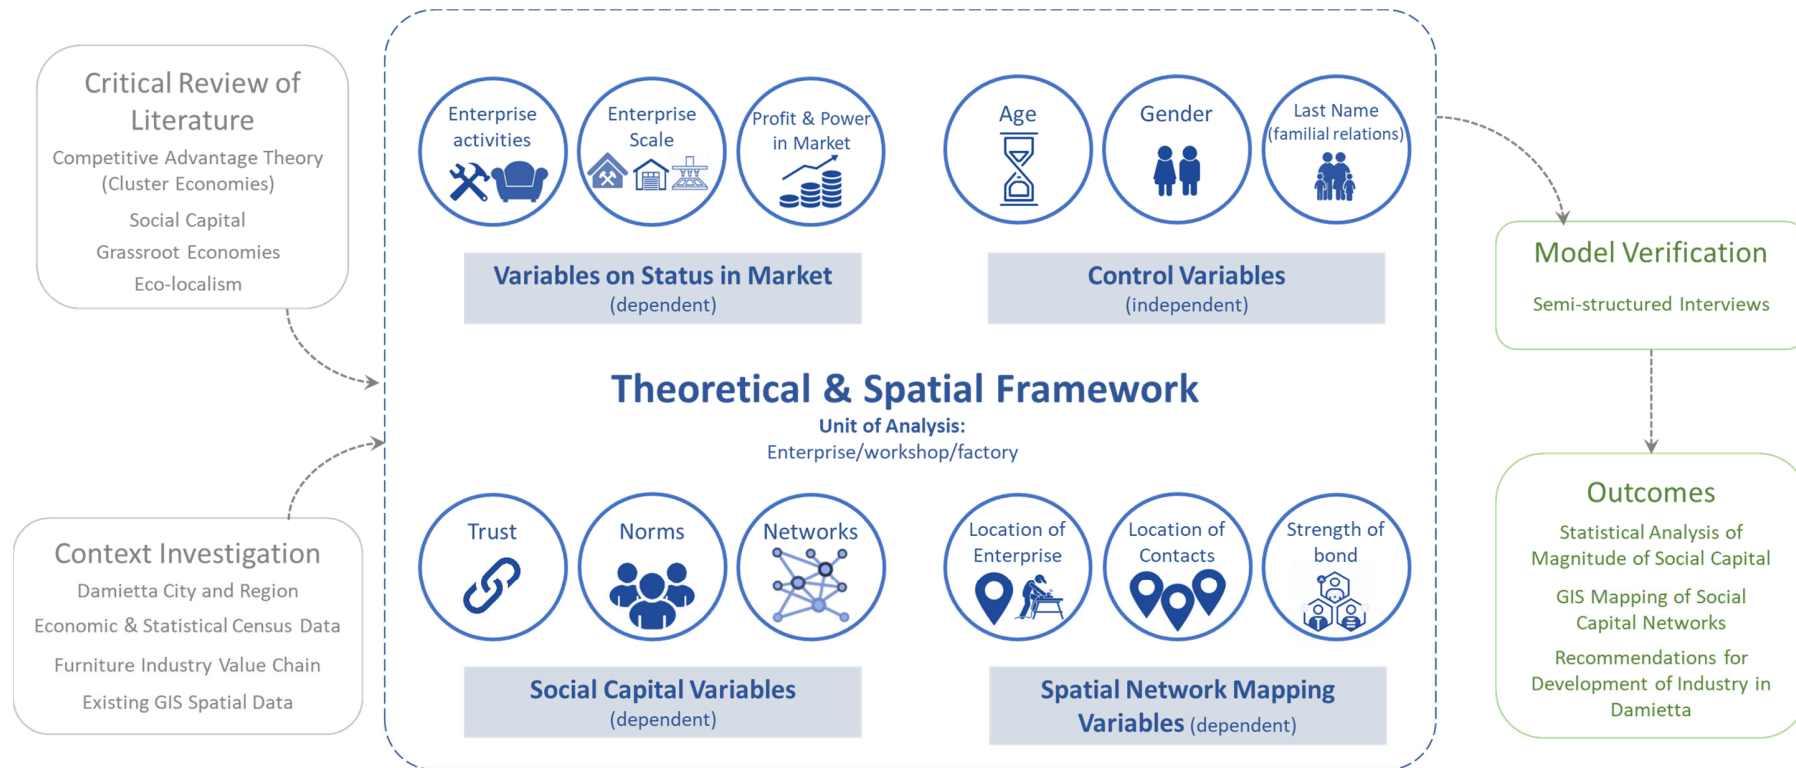 Critical Review of
Literature
Competitive Advantage Theory
(Cluster Economies)
Social Capital
Grassroot Economies
Eco-localism
Context Investigation
Damietta City and Region
Economic & Statistical Census Data
Furniture Industry Value Chain
Existing GIS Spatial Data
Enterprise
activities
Enterprise
Scale
Profit & Power
in Market
Variables on Status in Market
(dependent)
Age
Gender
Last Name
(familial relations)
Control Variables
(independent)
Theoretical & Spatial Framework
Unit of Analysis:
Enterprise/workshop/factory
Trust
Norms
Networks
Social Capital Variables
(dependent)
Location of
Enterprise
Location of
Contacts
Strength of
bond
Spatial Network Mapping
Variables (dependent)
Model Verification
Semi-structured Interviews
Outcomes
Statistical Analysis of
Magnitude of Social Capital
GIS Mapping of Social
Capital Networks
Recommendations for
Development of Industry in
Damietta